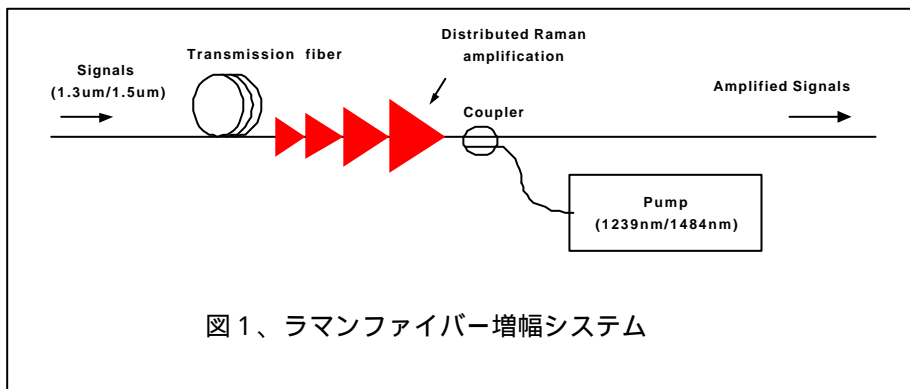 Distributed Raman
amplification
Transmission fiber
Signals
(1.3um/1.5um)
Coupler
Amplified Signals
Pump
(1239nm/1484nm)
図1、ラマンファイバー増幅システム